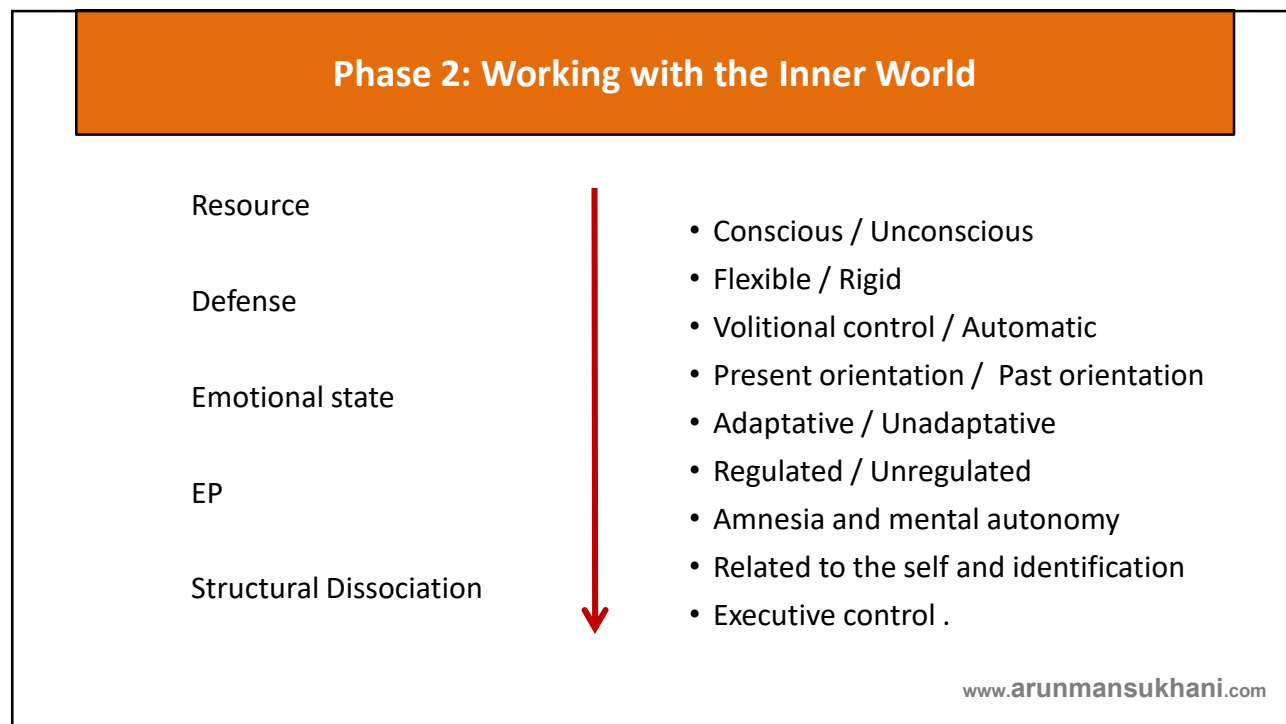 Phase 2: Working with the Inner World
Resource
Defense
Emotional state
EP
Structural Dissociation
• Conscious / Unconscious
• Flexible / Rigid
• Volitional control / Automatic
• Present orientation / Past orientation
• Adaptative / Unadaptative
• Regulated / Unregulated
• Amnesia and mental autonomy
• Related to the self and identification
• Executive control .
www.arunmansukhani.com